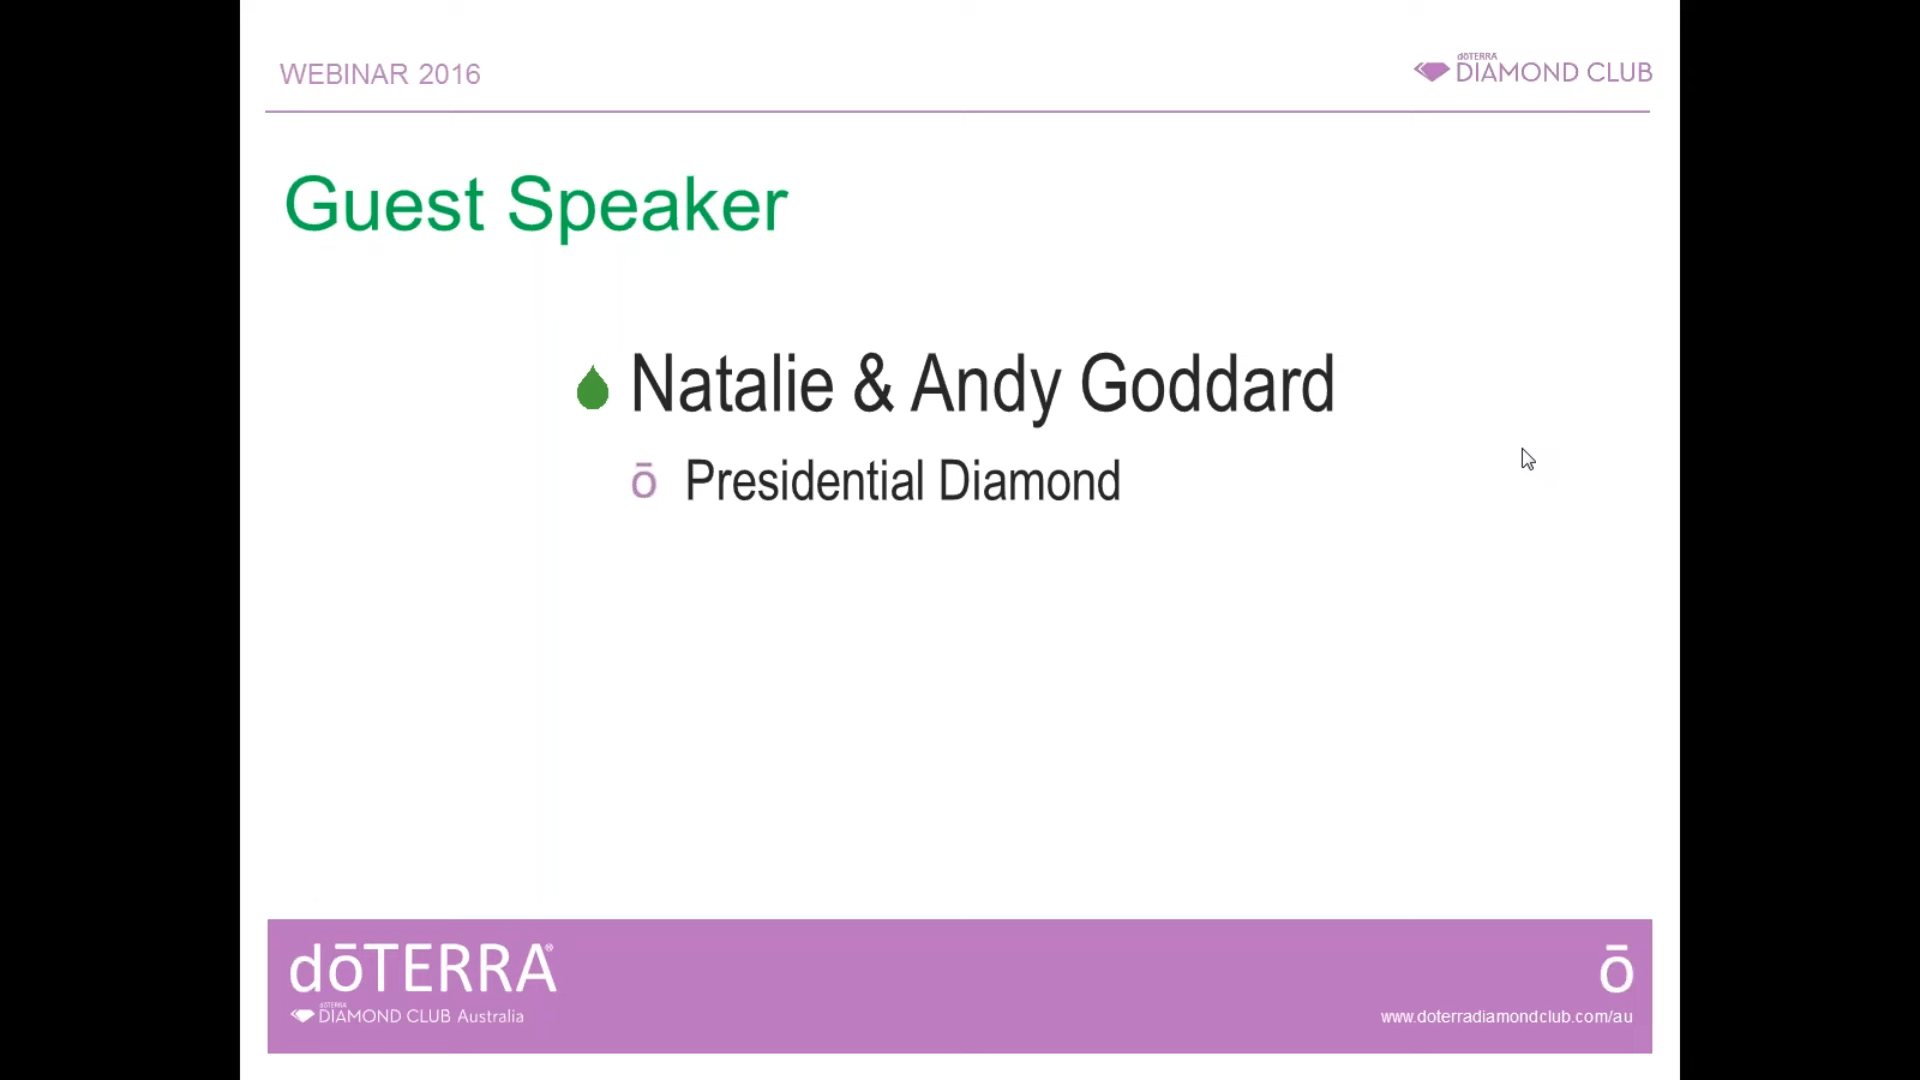 WEBINAR 2016
dōTERRA
DIAMOND CLUB
Guest Speaker
Natalie & Andy Goddard
ō Presidential Diamond
dōTERRA®
ō
dōTERRA
DIAMOND CLUB Australia
www.doterradiamondclub.com/au